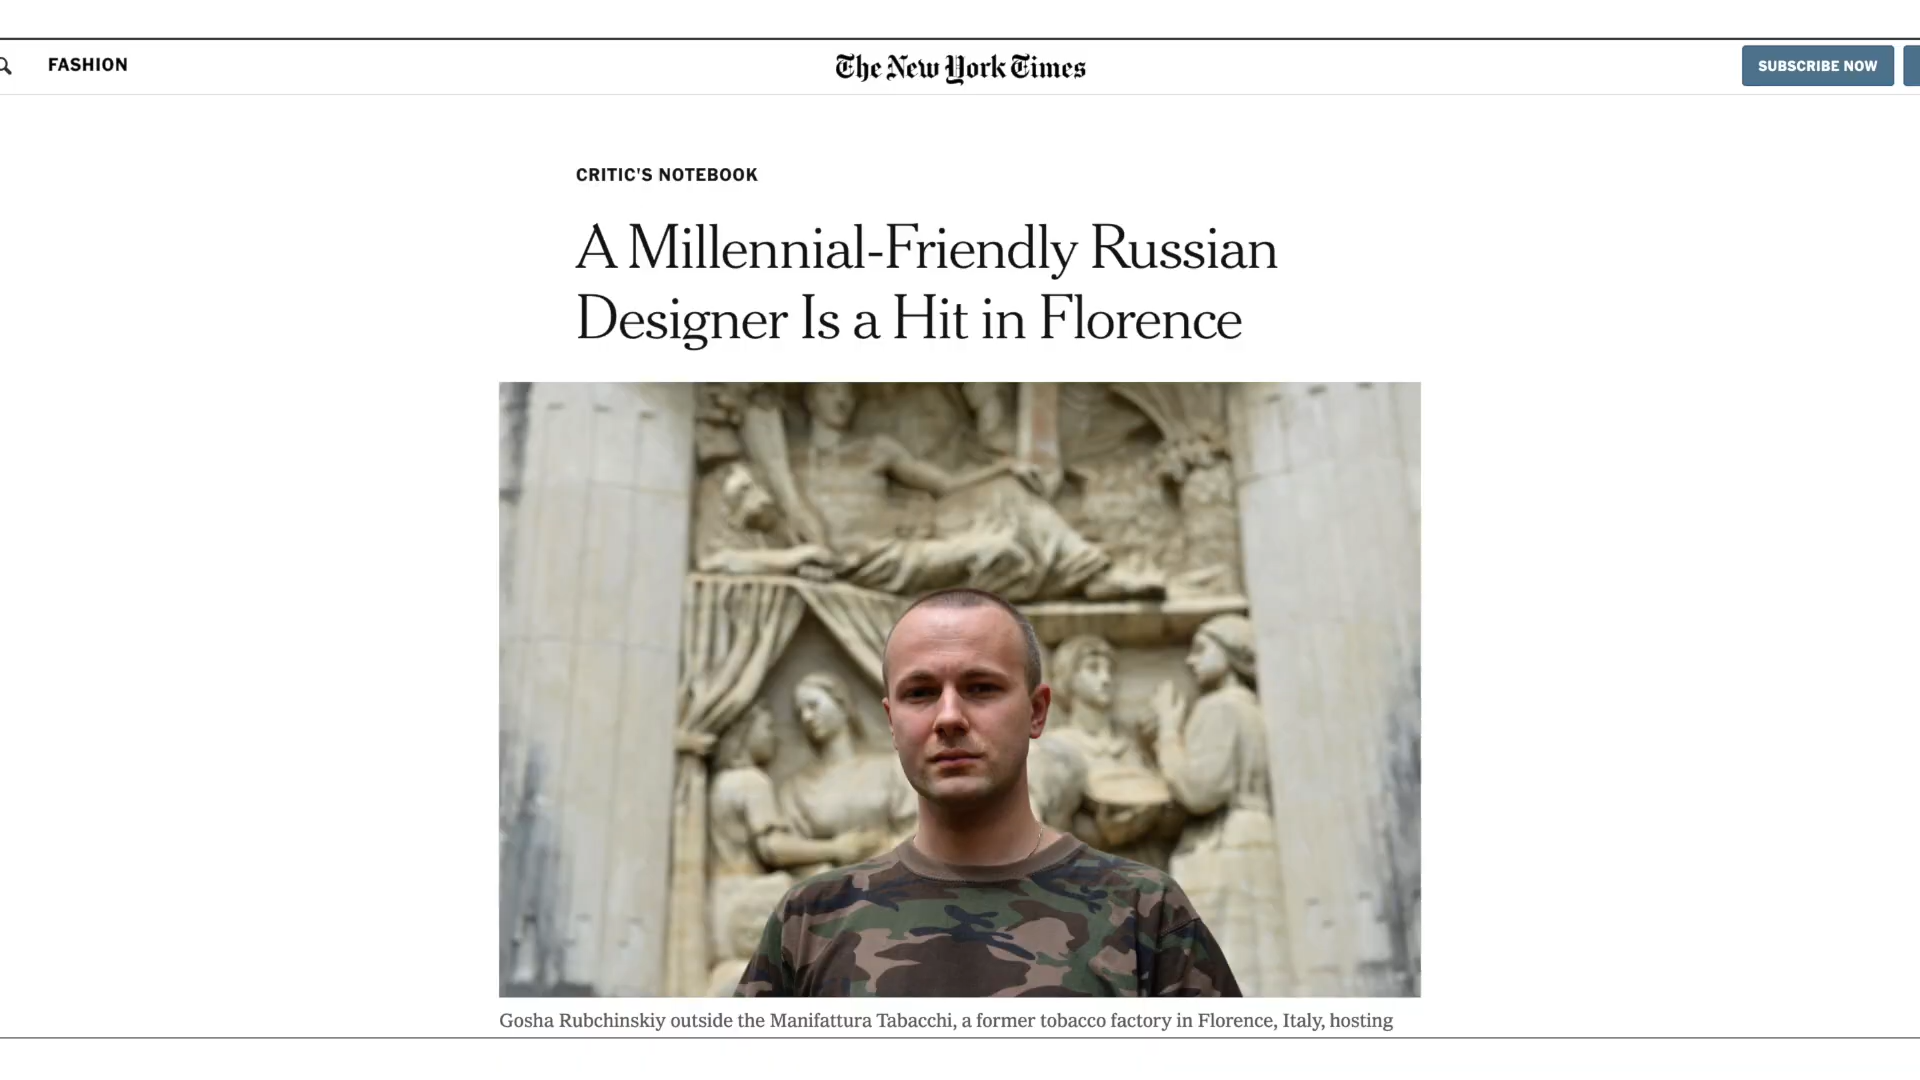 FASHION
The New York Times
SUBSCRIBE NOW
CRITIC'S NOTEBOOK
A Millennial-Friendly Russian
Designer Is a Hit in Florence
Gosha Rubchinskiy outside the Manifattura Tabacchi, a former tobacco factory in Florence, Italy, hosting